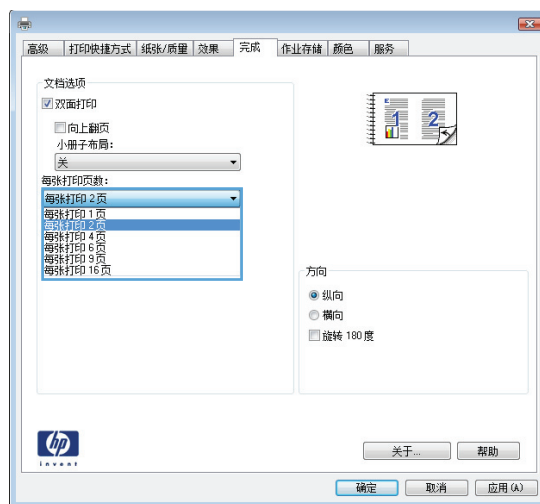 高级 打印快捷方式 纸张/质量 效果 完成 作业存储 颜色 服务
文档选项
双面打印
向上翻页
小册子布局:
关
每张打印页数:
每张打印 2 页
每张打印 1 页
每张打印 2 页
每张打印 4 页
每张打印 6 页
每张打印 9 页
每张打印 16 页
1 2
方向
纵向
横向
旋转 180 度
hp
invent
关于... 帮助
确定 取消 应用 (A)